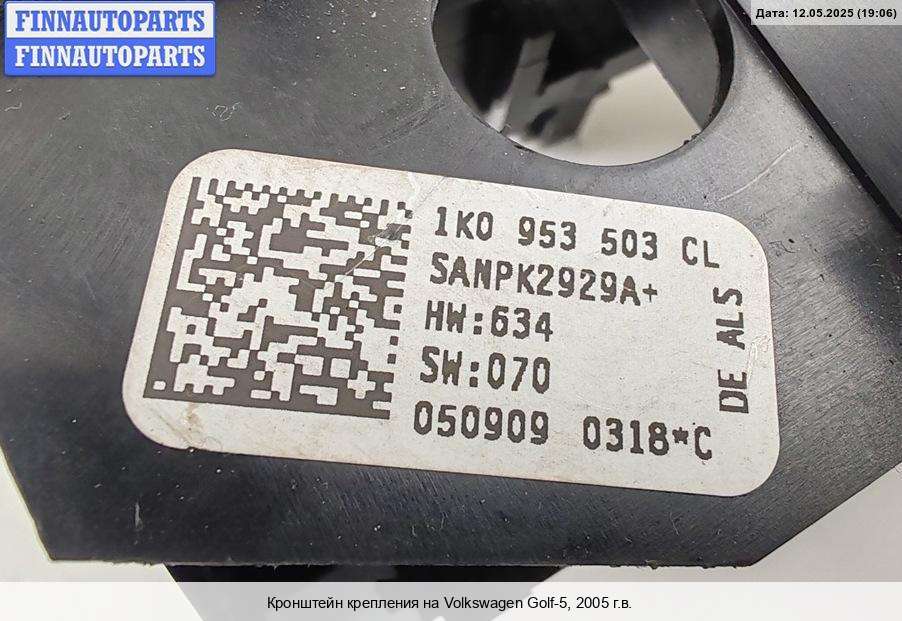 FINNAUTOPARTS
FINNAUTOPARTS
Дата: 12.05.2025 (19:06)
1K0 953 503 CL
SANPK2929A+
HW:634
SW:070
050909 0318*C
DE ALS
Кронштейн крепления на Volkswagen Golf-5, 2005 г.в.